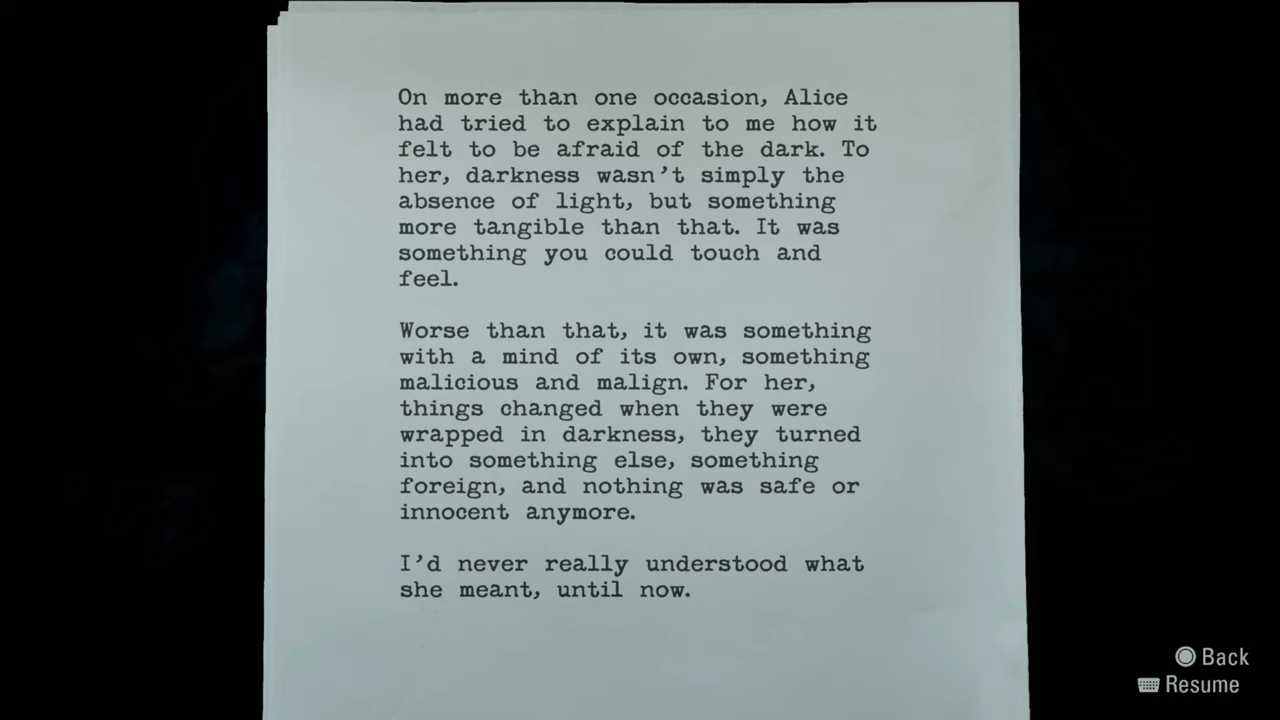 On more than one occasion, Alice
had tried to explain to me how it
felt to be afraid of the dark. To
her, darkness wasn't simply the
absence of light, but something
more tangible than that. It was
something you could touch and
feel.
Worse than that, it was something
with a mind of its own, something
malicious and malign. For her,
things changed when they were
wrapped in darkness, they turned
into something else, something
foreign, and nothing was safe or
innocent anymore.
I'd never really understood what
she meant, until now.
Back
Resume